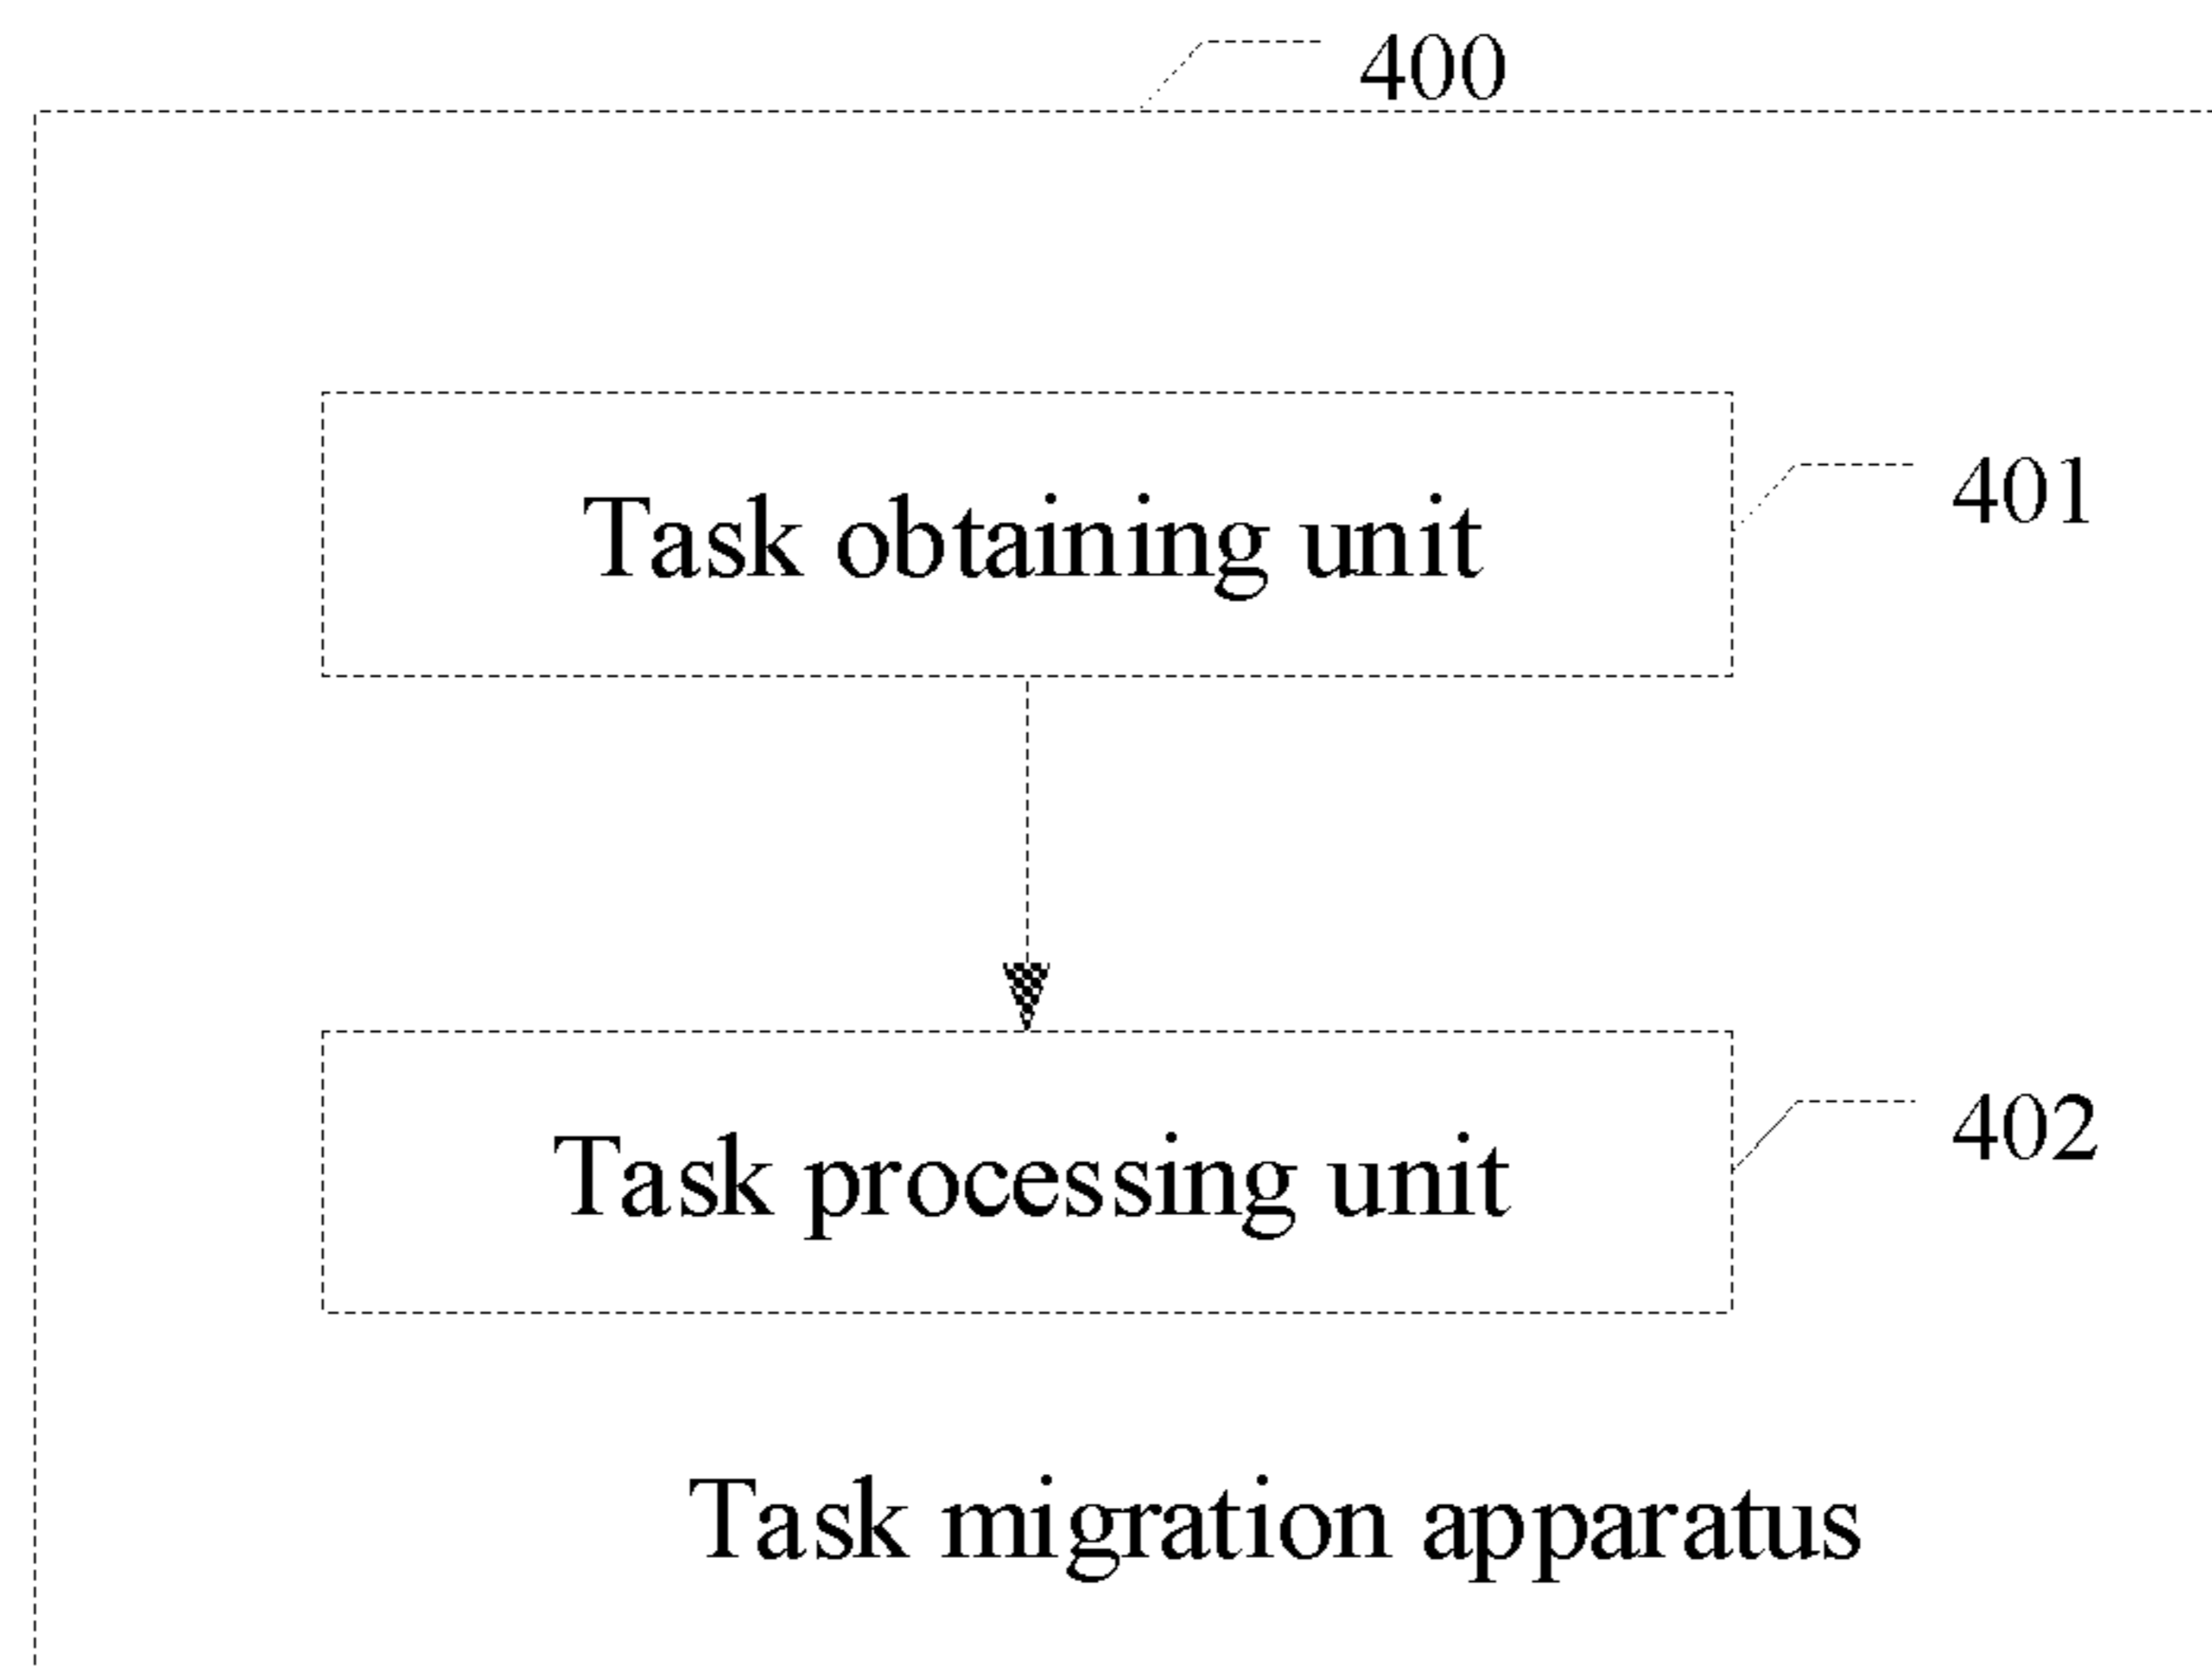 400
Task obtaining unit
401
Task processing unit
402
Task migration apparatus